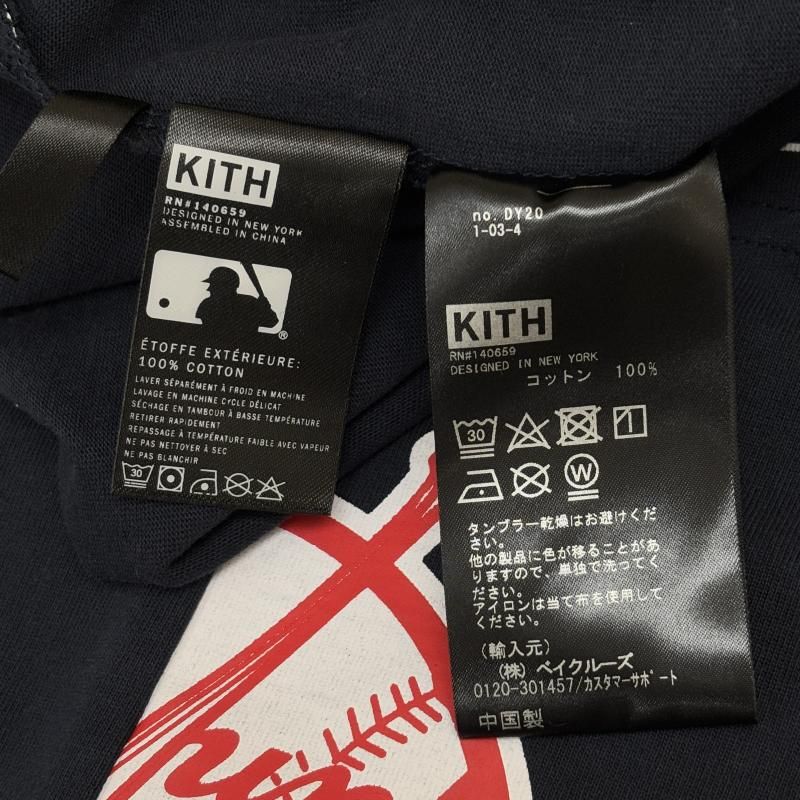 KITH
RN#140659
DESIGNED IN NEW YORK
ASSEMBLED IN CHINA
®
ÉTOFFE EXTÉRIEURE:
100% COTTON
LAVER SÉPARÉMENT À FROID EN MACHINE
LAVAGE EN MACHINE CYCLE DÉLICAT
SÉCHAGE EN TAMBOUR À BASSE TEMPÉRATURE
RETIRER RAPIDEMENT
REPASSAGE À TEMPÉRATURE FAIBLE AVEC VAPEUR
NE PAS NETTOYER À SEC
NE PAS BLANCHIR
30
no. DY20
1-03-4
KITH
RN#140659
DESIGNED IN NEW YORK
コットン 100%
30
W
タンブラー乾燥はお避けくだ
さい。
他の製品に色が移ることがあ
りますので、単独で洗ってく
ださい。
アイロンは当て布を使用して
ください。
(輸入元)
(株) ベイクルーズ
0120-301457/カスタマーサポート
中国製